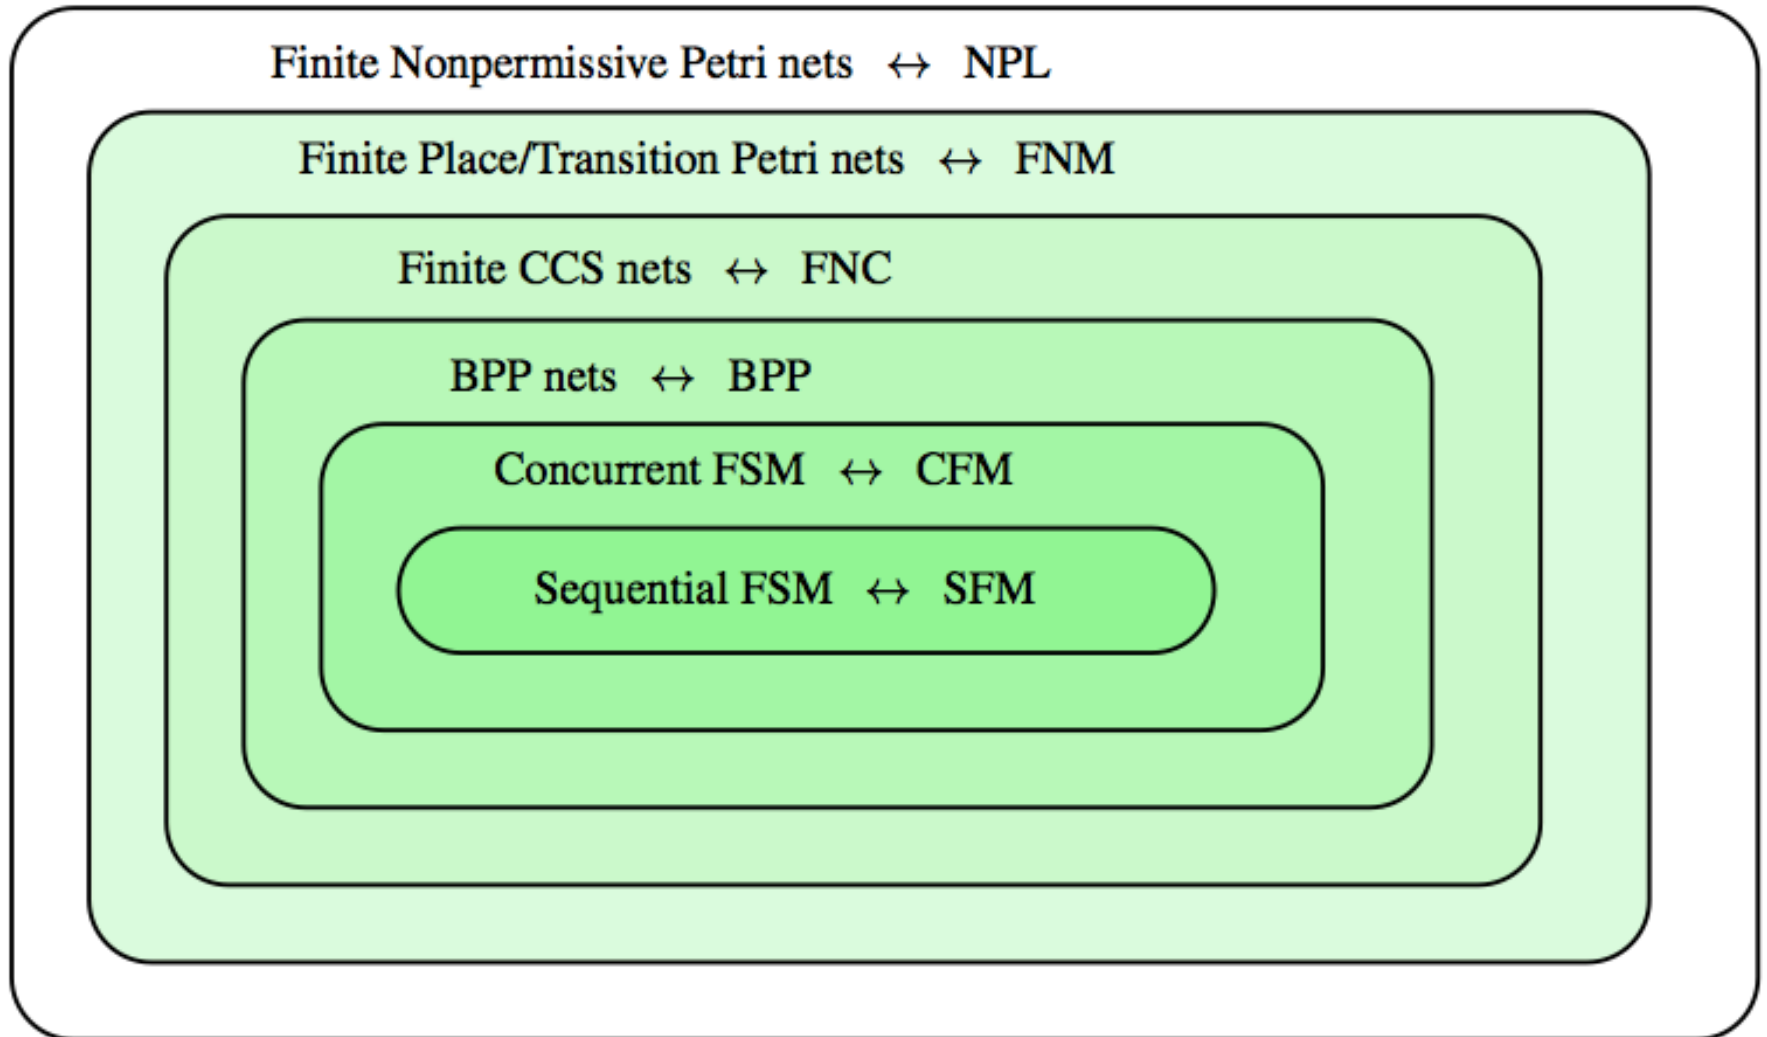 Finite Nonpermissive Petri nets ↔ NPL
Finite Place/Transition Petri nets ↔ FNM
Finite CCS nets ↔ FNC
BPP nets ↔ BPP
Concurrent FSM ↔ CFM
Sequential FSM ↔ SFM